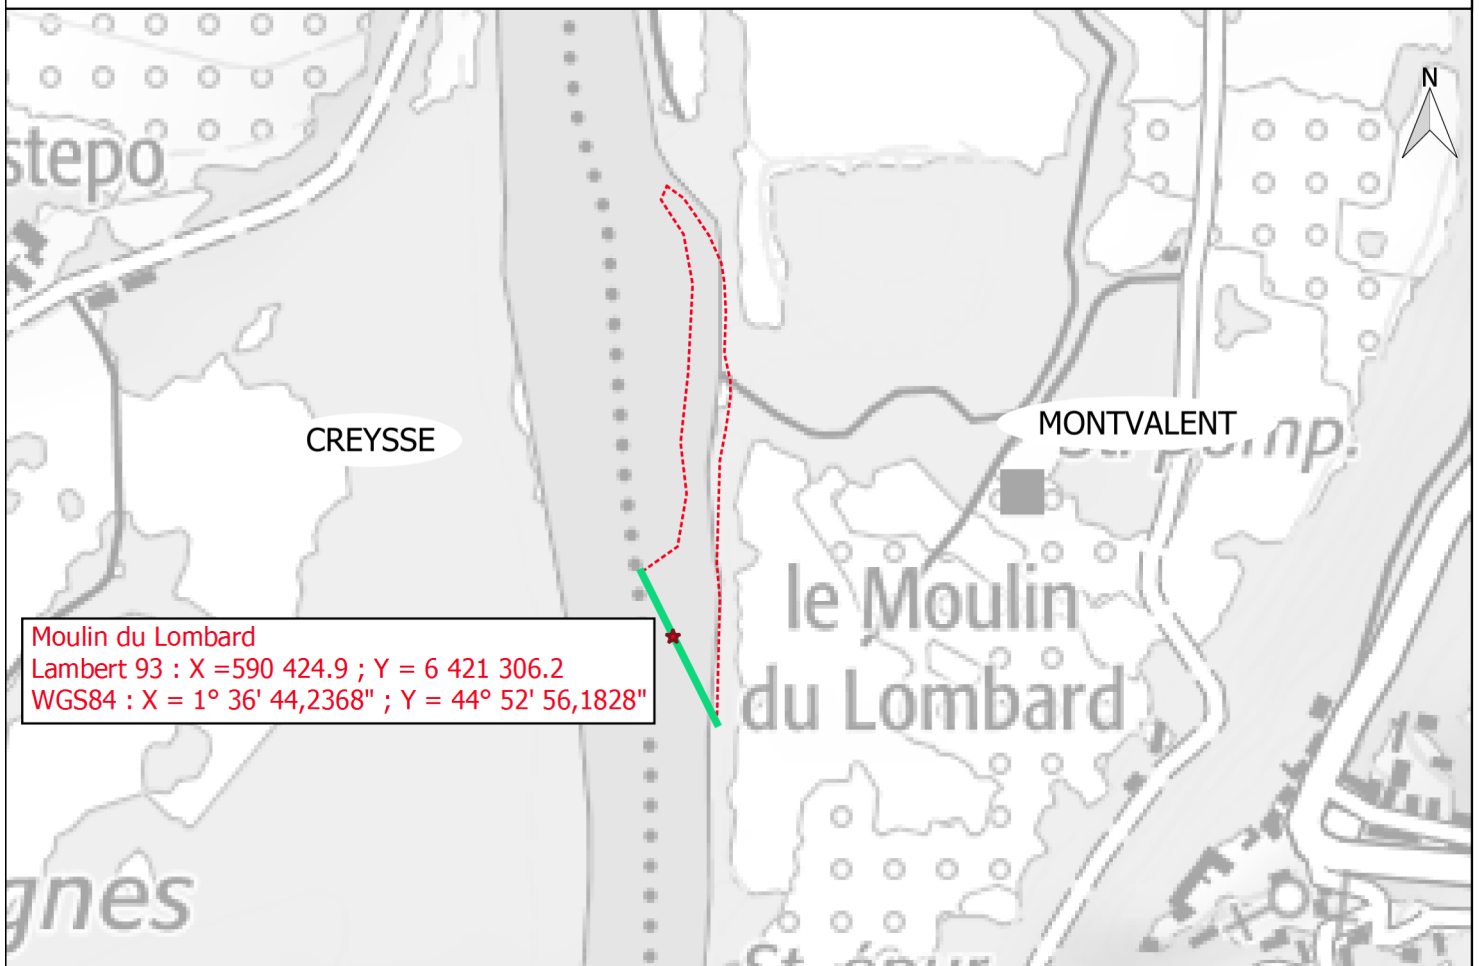 N
stepo
CREYSSE
MONTVALENT
le Moulin
du Lombard
Moulin du Lombard
Lambert 93 : X =590 424.9 ; Y = 6 421 306.2
WGS84 : X = 1° 36' 44,2368" ; Y = 44° 52' 56,1828"
gnes